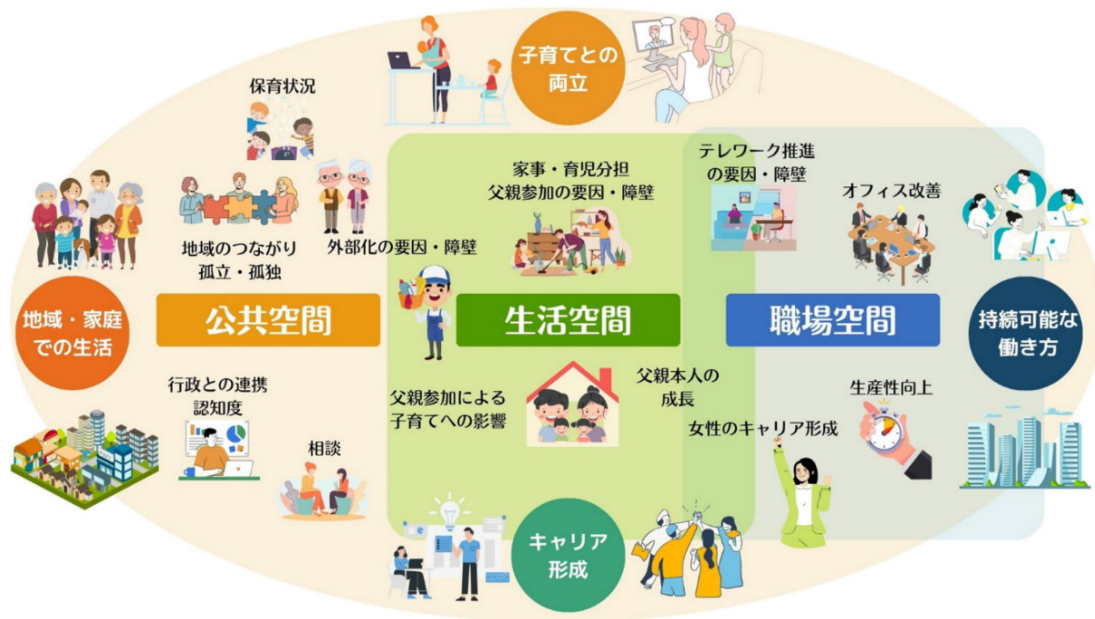 子育てとの
両立
保育状況
地域のつながり
孤立・孤独
外部化の要因・障壁
家事・育児分担
父親参加の要因・障壁
テレワーク推進
の要因・障壁
オフィス改善
地域・家庭
での生活
公共空間
生活空間
職場空間
持続可能な
働き方
行政との連携
認知度
相談
父親参加による
子育てへの影響
父親本人の
成長
女性のキャリア形成
生産性向上
キャリア
形成